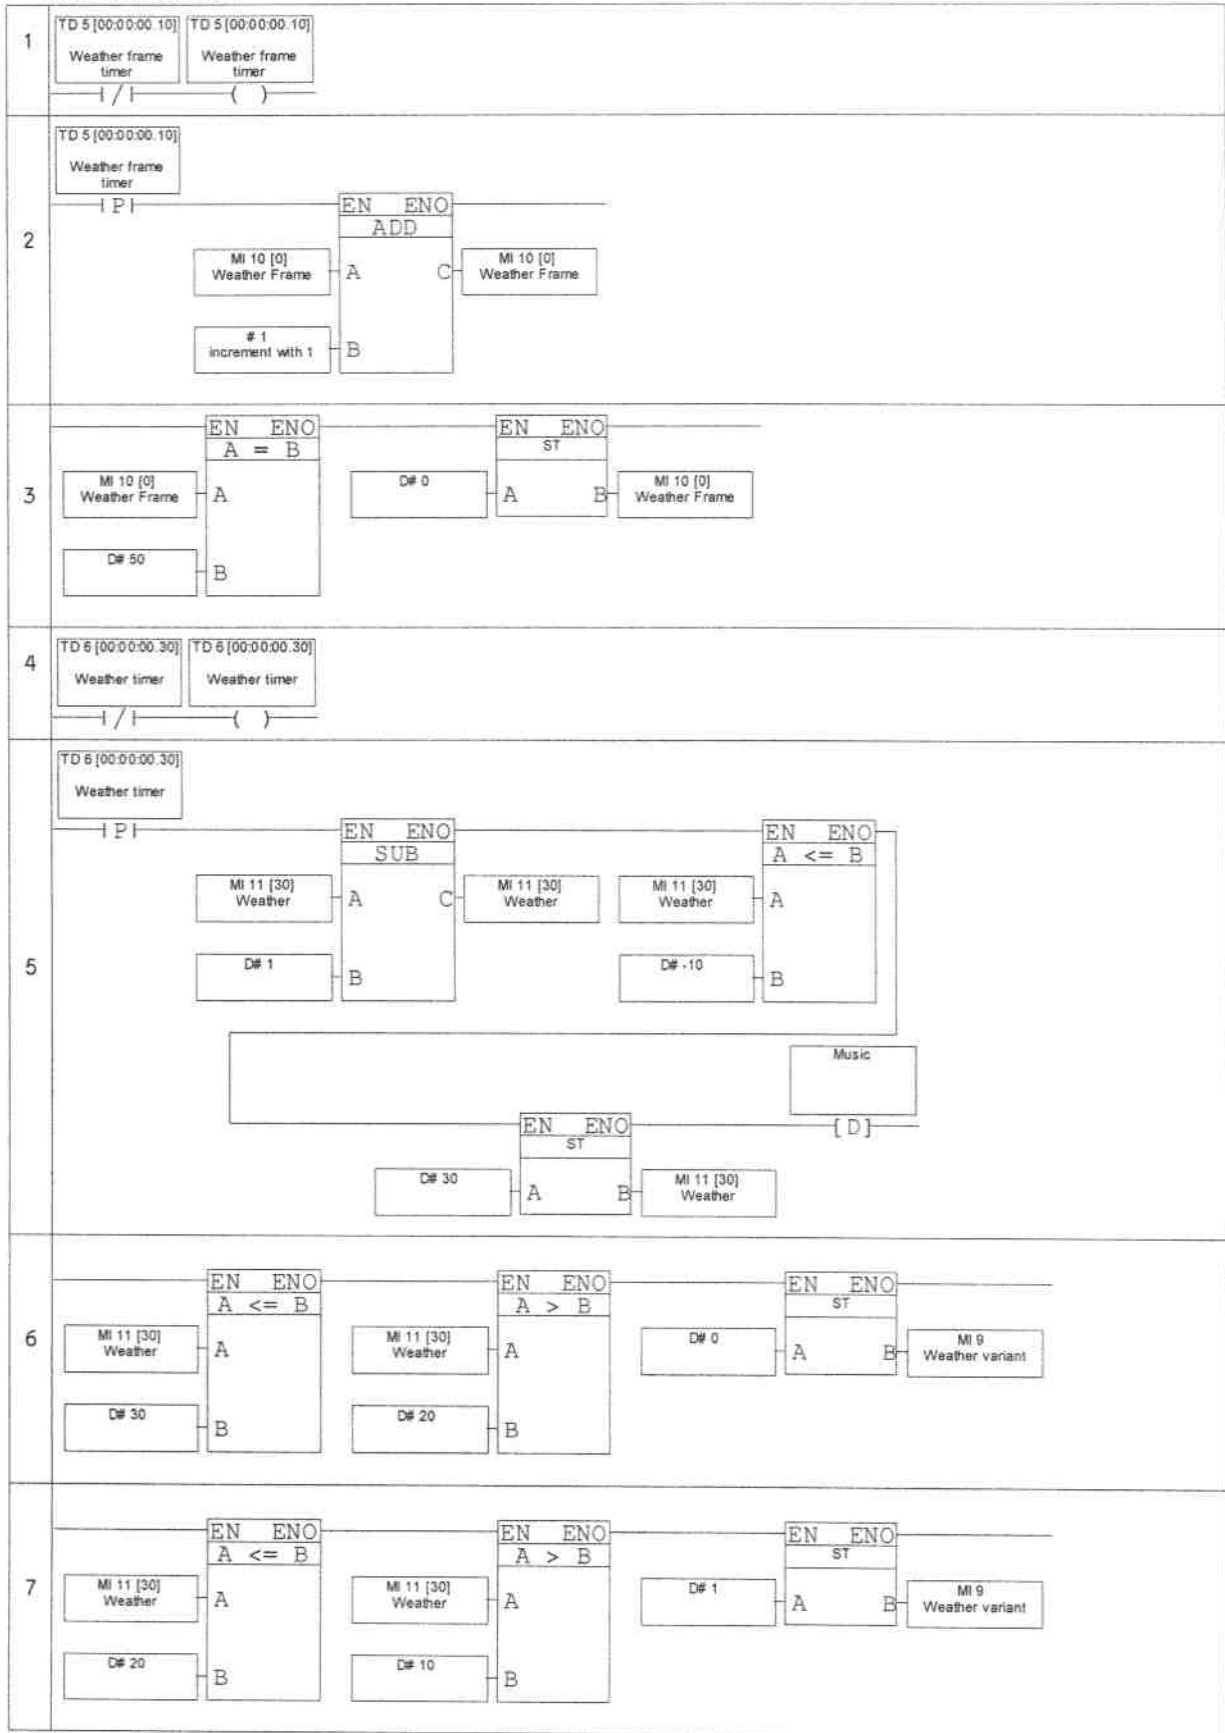 1
TD 5 [00:00:00.10] TD 5 [00:00:00.10]
Weather frame Weather frame
timer timer
2
TD 5 [00:00:00.10]
Weather frame
timer
P
EN ENO
ADD
MI 10 [0]
Weather Frame
A C
MI 10 [0]
Weather Frame
# 1
increment with 1
B
3
EN ENO EN ENO
A = B ST
MI 10 [0]
Weather Frame
A
D# 0
A B
MI 10 [0]
Weather Frame
D# 50
B
4
TD 6 [00:00:00.30] TD 6 [00:00:00.30]
Weather timer Weather timer
5
TD 6 [00:00:00.30]
Weather timer
P
EN ENO EN ENO
SUB A <= B
MI 11 [30]
Weather
A C
MI 11 [30]
Weather
MI 11 [30]
Weather
A
D# 1
B
D# -10
B
Music
EN ENO
[ D ]
ST
D# 30
A B
MI 11 [30]
Weather
6
EN ENO EN ENO EN ENO
A <= B A > B ST
MI 11 [30]
Weather
A
MI 11 [30]
Weather
A
D# 0
A B
MI 9
Weather variant
D# 30
B
D# 20
B
7
EN ENO EN ENO EN ENO
A <= B A > B ST
MI 11 [30]
Weather
A
MI 11 [30]
Weather
A
D# 1
A B
MI 9
Weather variant
D# 20
B
D# 10
B